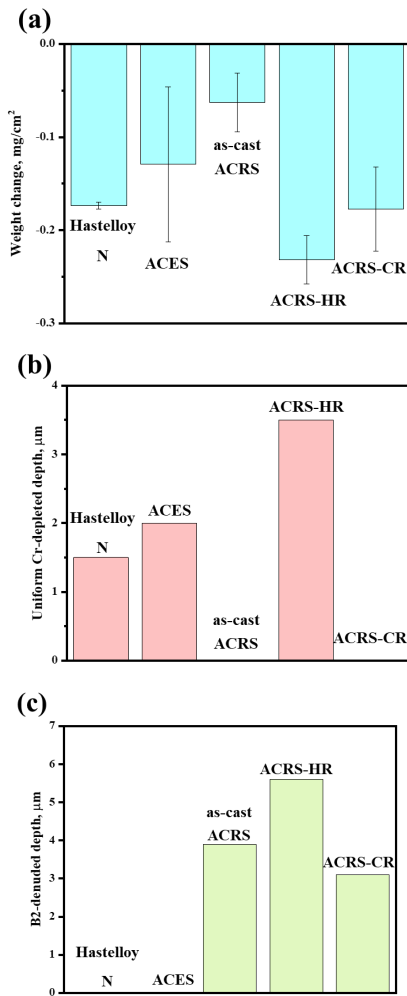 (a)
0.0
-0.1
-0.2
-0.3
Weight change, mg/cm²
Hastelloy
N
ACES
as-cast
ACRS
ACRS-HR
ACRS-CR
(b)
4
3
2
1
0
Uniform Cr-depleted depth, μm
Hastelloy
N
ACES
as-cast
ACRS
ACRS-HR
ACRS-CR
(c)
7
6
5
4
3
2
1
0
B2-denuded depth, μm
Hastelloy
N
ACES
as-cast
ACRS
ACRS-HR
ACRS-CR